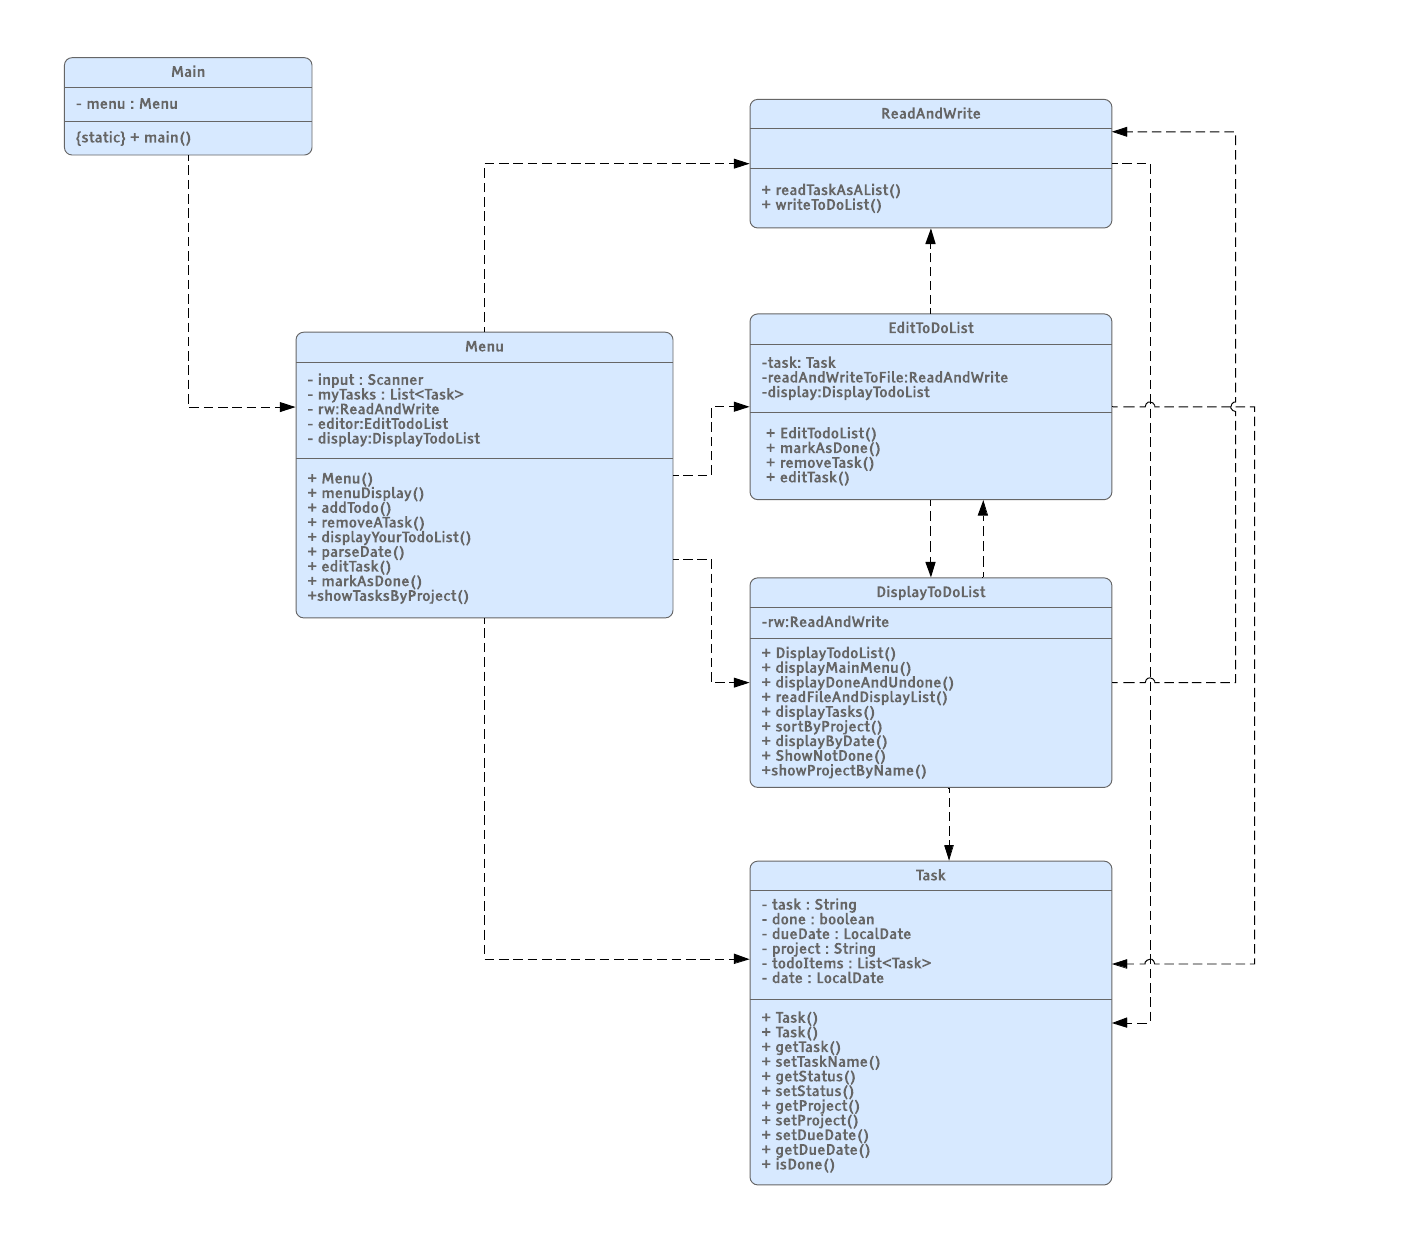 Main
- menu : Menu
{static} + main()
ReadAndWrite
+ readTaskAsAList()
+ writeToDoList()
Menu
- input : Scanner
- myTasks : List<Task>
- rw:ReadAndWrite
- editor:EditTodoList
- display:DisplayTodoList
+ Menu()
+ menuDisplay()
+ addTodo()
+ removeATask()
+ displayYourTodoList()
+ parseDate()
+ editTask()
+ markAsDone()
+showTasksByProject()
EditToDoList
-task: Task
-readAndWriteToFile:ReadAndWrite
-display:DisplayTodoList
+ EditTodoList()
+ markAsDone()
+ removeTask()
+ editTask()
DisplayToDoList
-rw:ReadAndWrite
+ DisplayTodoList()
+ displayMainMenu()
+ displayDoneAndUndone()
+ readFileAndDisplayList()
+ displayTasks()
+ sortByProject()
+ displayByDate()
+ ShowNotDone()
+showProjectByName()
Task
- task : String
- done : boolean
- dueDate : LocalDate
- project : String
- todoItems : List<Task>
- date : LocalDate
+ Task()
+ Task()
+ getTask()
+ setTaskName()
+ getStatus()
+ setStatus()
+ getProject()
+ setProject()
+ setDueDate()
+ getDueDate()
+ isDone()